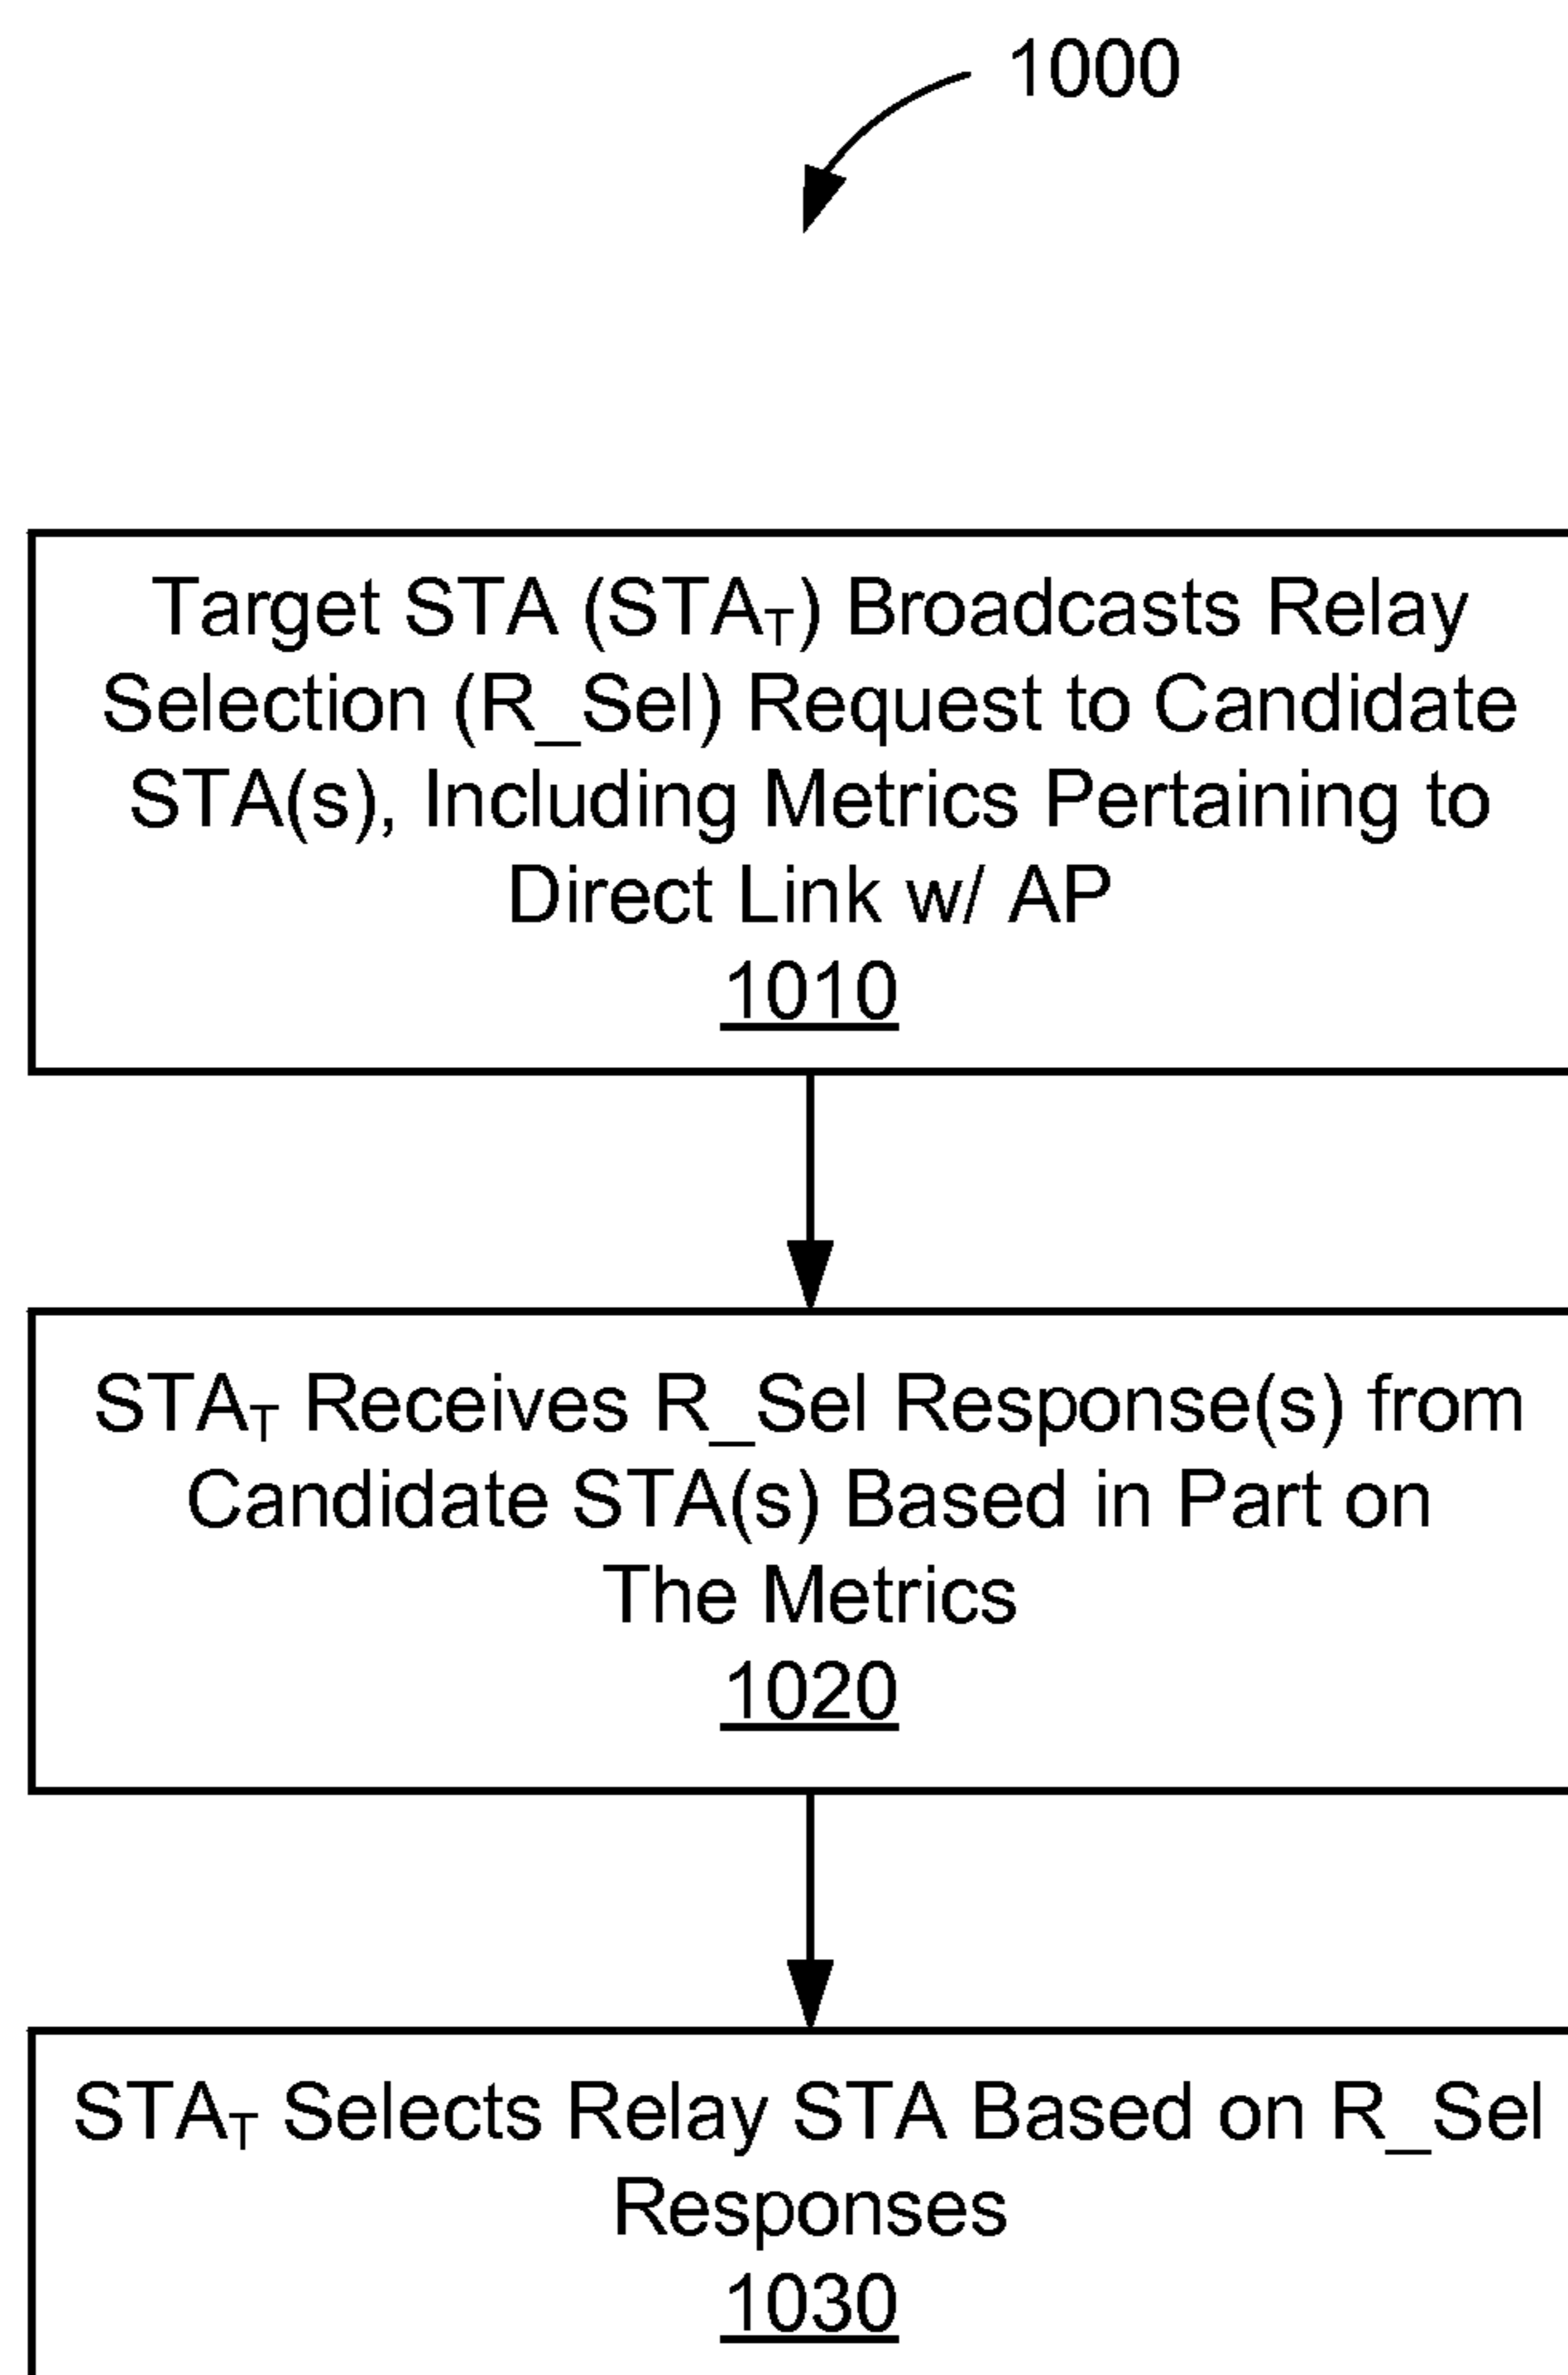 1000
Target STA (STAT) Broadcasts Relay
Selection (R_Sel) Request to Candidate
STA(s), Including Metrics Pertaining to
Direct Link w/ AP
1010
STAT Receives R_Sel Response(s) from
Candidate STA(s) Based in Part on
The Metrics
1020
STAT Selects Relay STA Based on R_Sel
Responses
1030